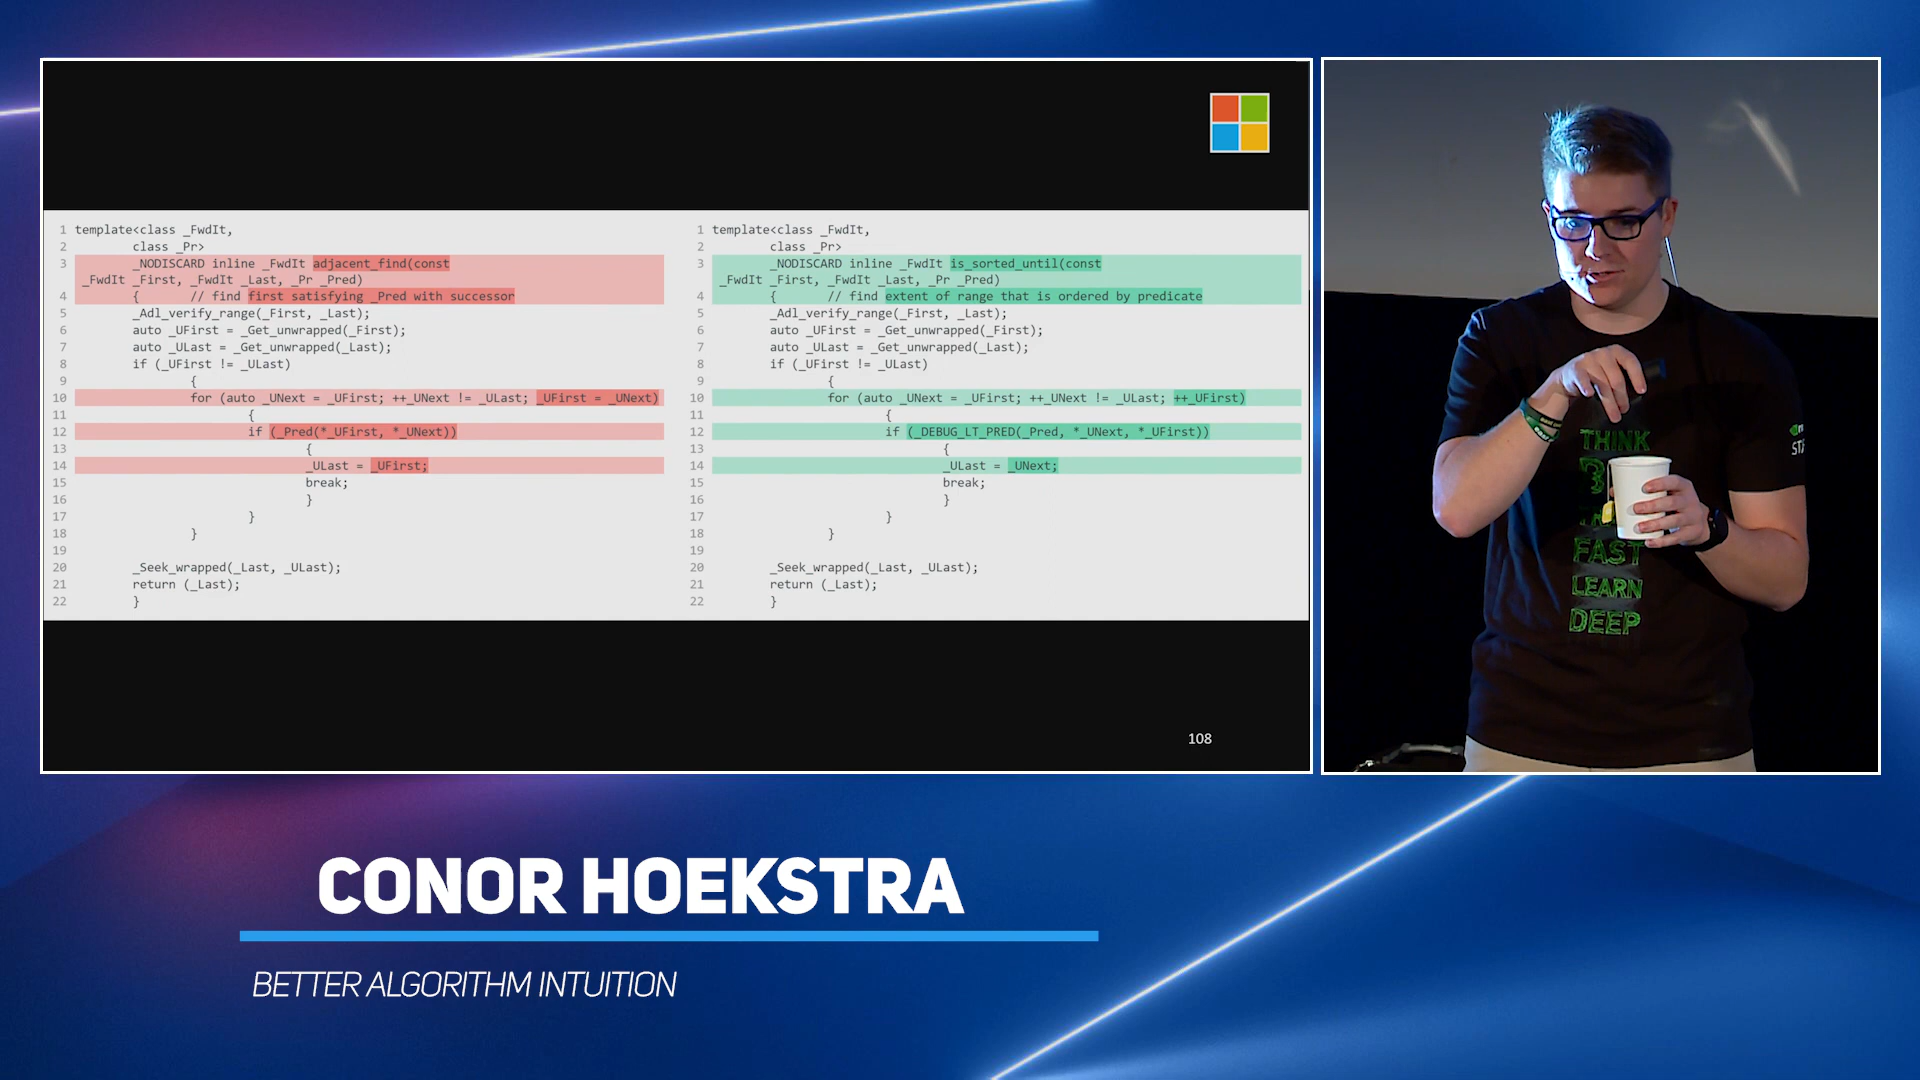 1 template<class _FwdIt,
2 class _Pr>
3 _NODISCARD inline _FwdIt adjacent_find(const
_FwdIt _First, _FwdIt _Last, _Pr _Pred)
4 { // find first satisfying _Pred with successor
5 _Adl_verify_range(_First, _Last);
6 auto _UFirst = _Get_unwrapped(_First);
7 auto _ULast = _Get_unwrapped(_Last);
8 if (_UFirst != _ULast)
9 {
10 for (auto _UNext = _UFirst; ++_UNext != _ULast; _UFirst = _UNext)
11 {
12 if (_Pred(*_UFirst, *_UNext))
13 {
14 _ULast = _UFirst;
15 break;
16 }
17 }
18 }
19
20 _Seek_wrapped(_Last, _ULast);
21 return (_Last);
22 }
1 template<class _FwdIt,
2 class _Pr>
3 _NODISCARD inline _FwdIt is_sorted_until(const
_FwdIt _First, _FwdIt _Last, _Pr _Pred)
4 { // find extent of range that is ordered by predicate
5 _Adl_verify_range(_First, _Last);
6 auto _UFirst = _Get_unwrapped(_First);
7 auto _ULast = _Get_unwrapped(_Last);
8 if (_UFirst != _ULast)
9 {
10 for (auto _UNext = _UFirst; ++_UNext != _ULast; ++_UFirst)
11 {
12 if (_DEBUG_LT_PRED(_Pred, *_UNext, *_UFirst))
13 {
14 _ULast = _UNext;
15 break;
16 }
17 }
18 }
19
20 _Seek_wrapped(_Last, _ULast);
21 return (_Last);
22 }
108
THINK
FAST
LEARN
DEEP
CONOR HOEKSTRA
BETTER ALGORITHM INTUITION